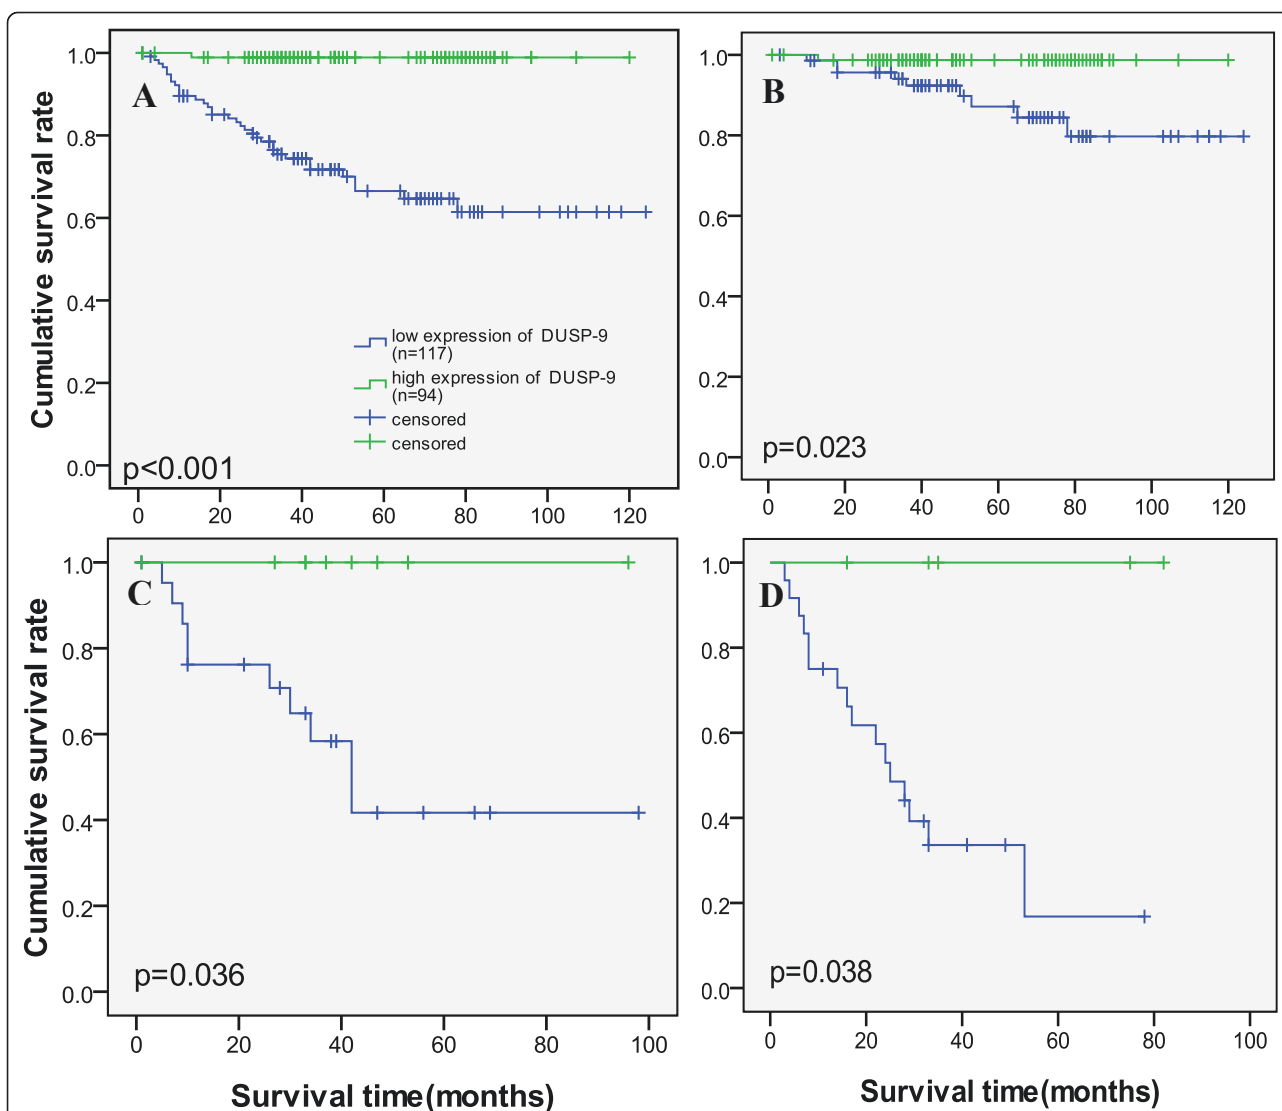 Cumulative survival rate
1.0
0.8
0.6
0.4
0.2
0.0
A
low expression of DUSP-9
(n=117)
high expression of DUSP-9
(n=94)
censored
censored
p<0.001
0 20 40 60 80 100 120
1.0
0.8
0.6
0.4
0.2
0.0
B
p=0.023
0 20 40 60 80 100 120
Cumulative survival rate
1.0
0.8
0.6
0.4
0.2
0.0
C
p=0.036
0 20 40 60 80 100
Survival time(months)
1.0
0.8
0.6
0.4
0.2
0.0
D
p=0.038
0 20 40 60 80 100
Survival time(months)